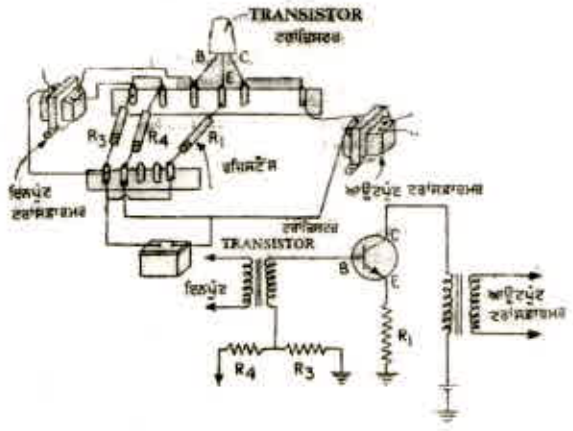 TRANSISTOR
ਟਰਾਂਜ਼ਿਸਟਰ
B
C
E
R3
R4
R1
ਰਜਿਸਟੈਂਸ
ਇਨਪੁੱਟ
ਟਰਾਂਸਫਾਰਮਰ
ਆਊਟਪੁੱਟ
ਟਰਾਂਸਫਾਰਮਰ
ਟਰਾਂਜ਼ਿਸਟਰ
TRANSISTOR
C
B
E
ਇਨਪੁੱਟ
ਆਊਟਪੁੱਟ
ਟਰਾਂਸਫਾਰਮਰ
R1
R4
R3